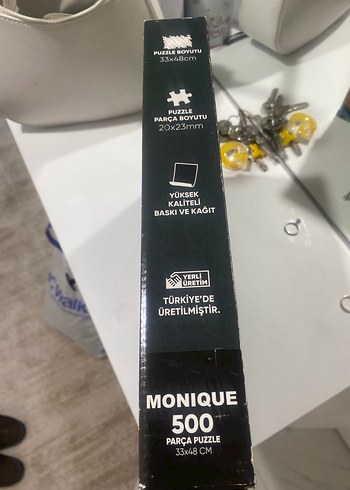 PUZZLE BOYUTU
33x48cm
PUZZLE
PARÇA BOYUTU
20x23mm
YÜKSEK
KALİTELİ
BASKI VE KAĞIT
YERLİ
ÜRETİM
TÜRKİYE'DE
ÜRETİLMİŞTİR.
MONIQUE
500
PARÇA PUZZLE
33x48 CM